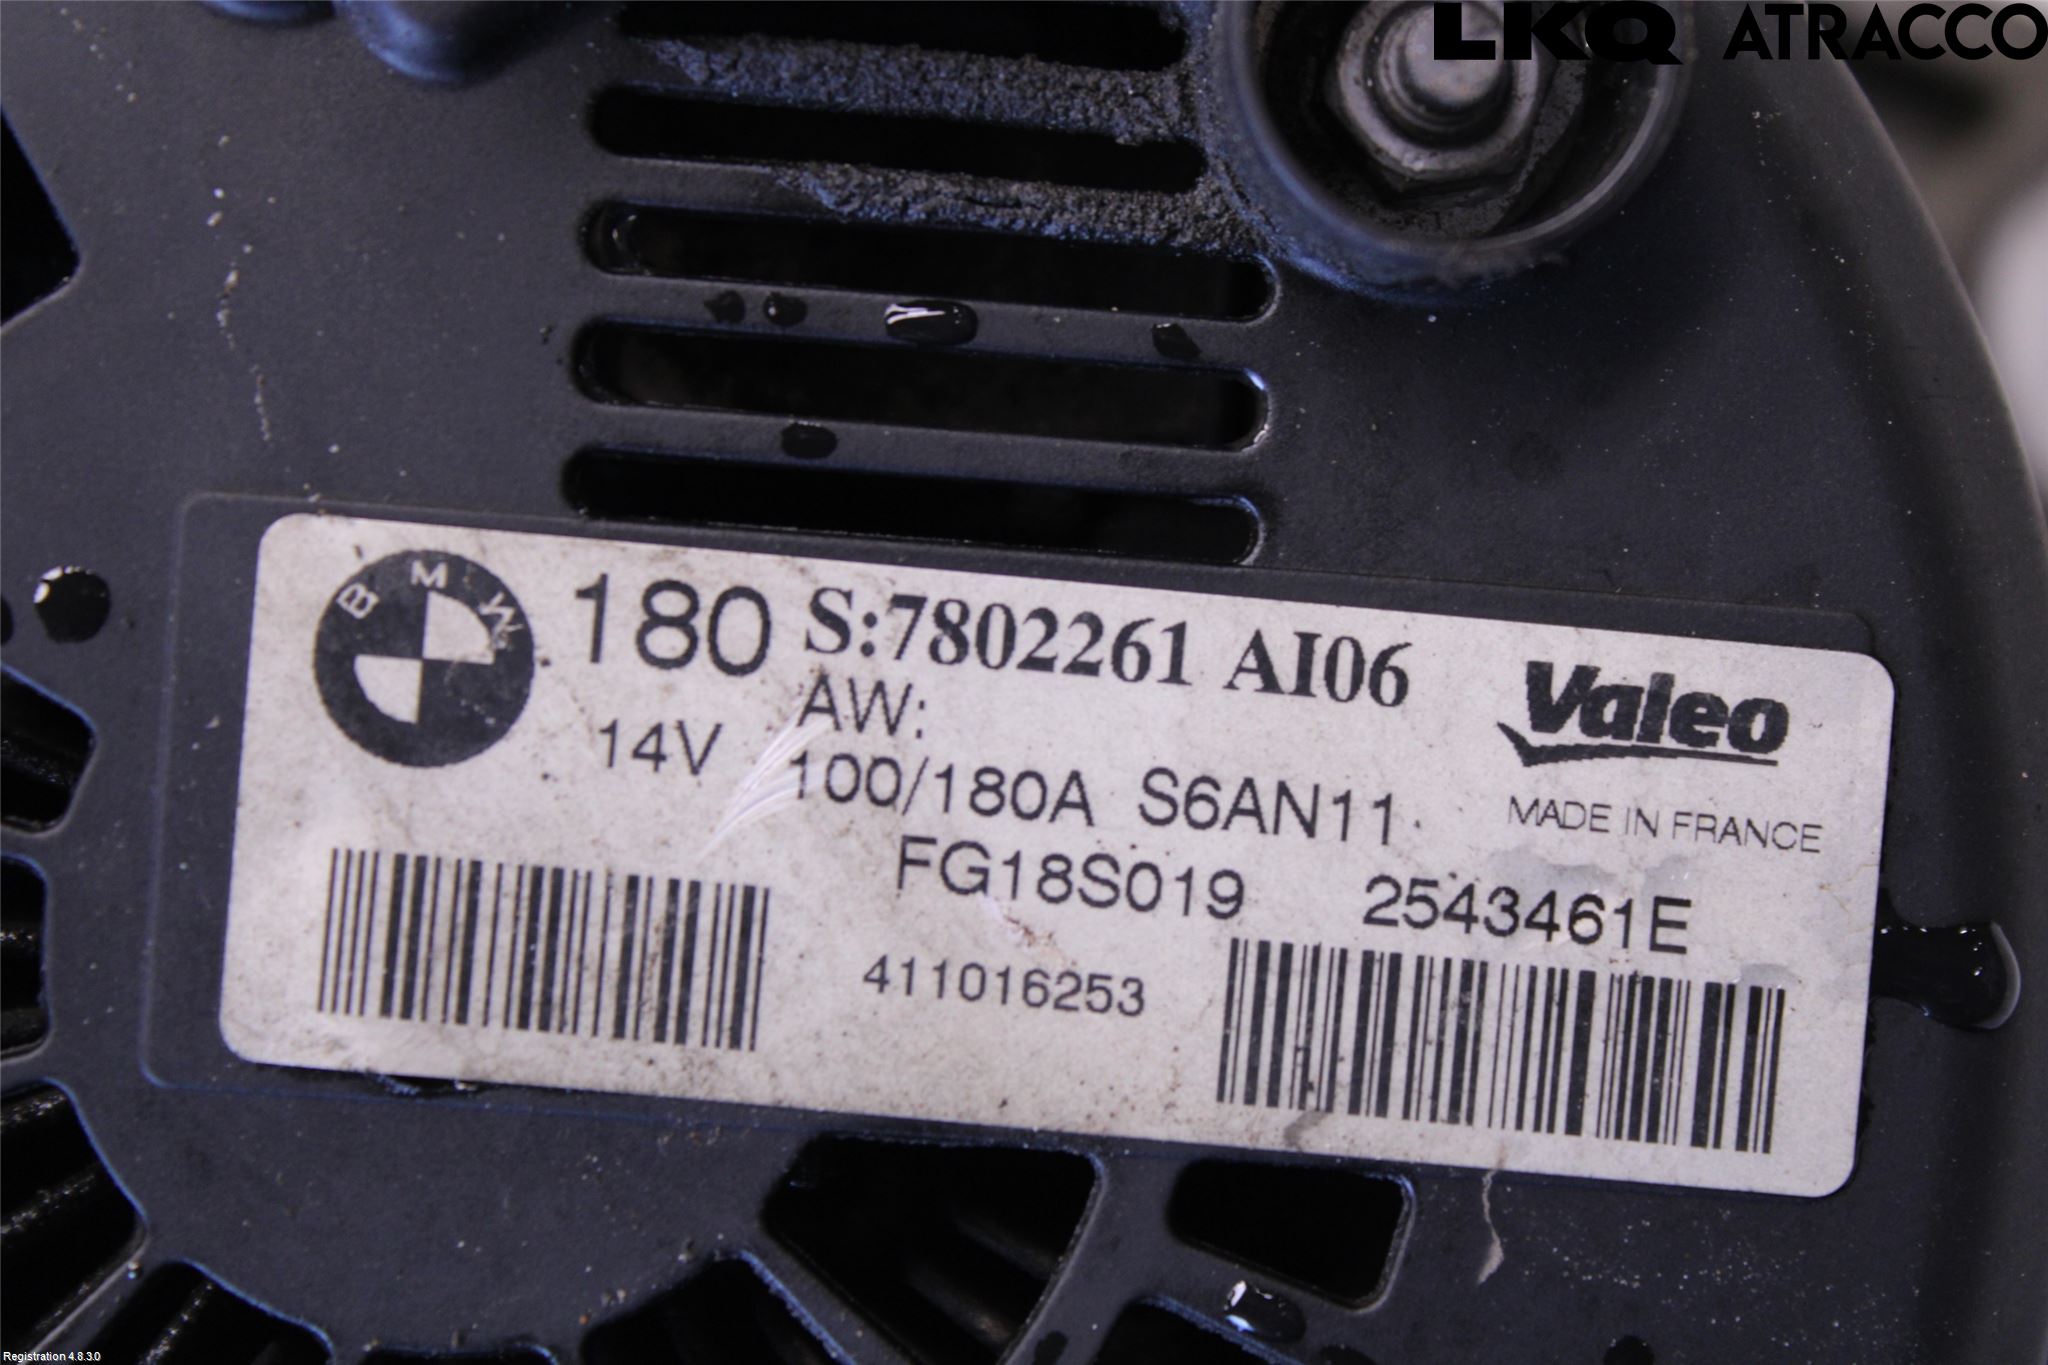 LKQ ATRACCO
BMW
180 S:7802261 AI06
Valeo
AW:
14V 100/180A S6AN11
MADE IN FRANCE
FG18S019 2543461E
411016253
Registration 4.8.3.0